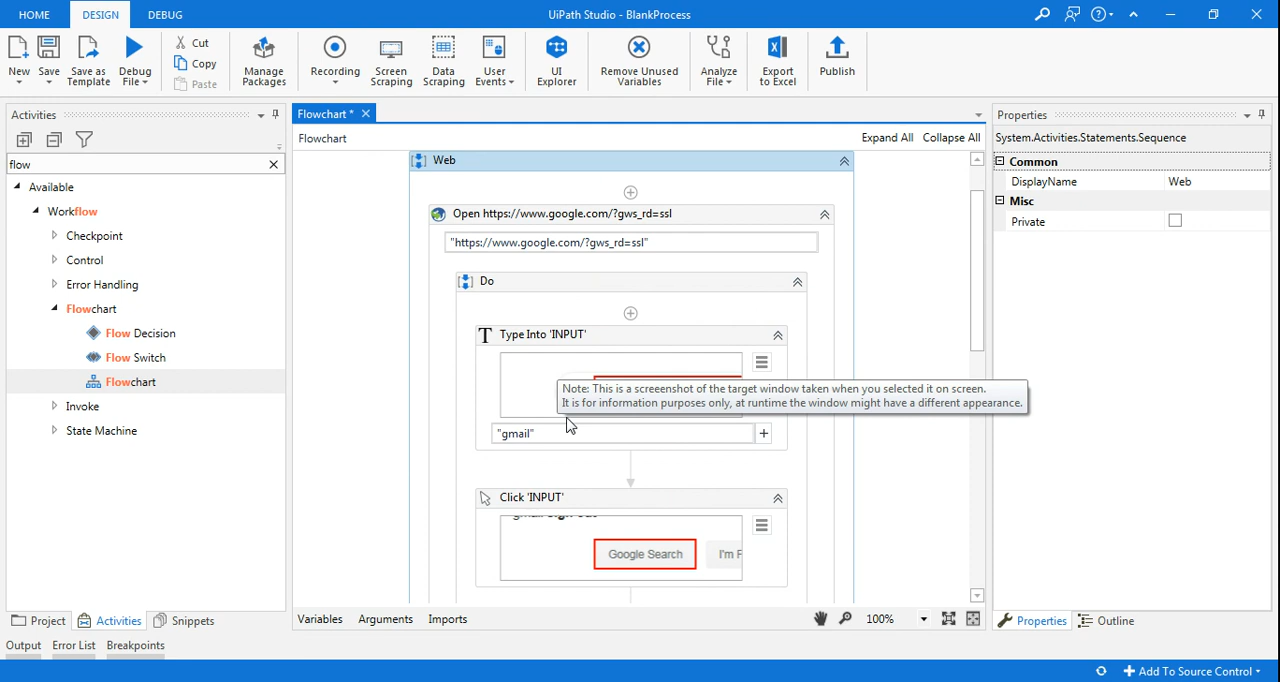 HOME
DESIGN
DEBUG
UiPath Studio - BlankProcess
New
Save
Save as Template
Debug File
Cut
Copy
Paste
Manage Packages
Recording
Screen Scraping
Data Scraping
User Events
UI Explorer
Remove Unused Variables
Analyze File
Export to Excel
Publish
Activities
flow
Available
Workflow
Checkpoint
Control
Error Handling
Flowchart
Flow Decision
Flow Switch
Flowchart
Invoke
State Machine
Project
Activities
Snippets
Flowchart *
Flowchart
Expand All
Collapse All
Web
Open https://www.google.com/?gws_rd=ssl
"https://www.google.com/?gws_rd=ssl"
Do
Type Into 'INPUT'
Note: This is a screeenshot of the target window taken when you selected it on screen.
It is for information purposes only, at runtime the window might have a different appearance.
"gmail"
Click 'INPUT'
Google Search
I'm F
Variables
Arguments
Imports
100%
Properties
System.Activities.Statements.Sequence
Common
DisplayName
Web
Misc
Private
Properties
Outline
Output
Error List
Breakpoints
Add To Source Control